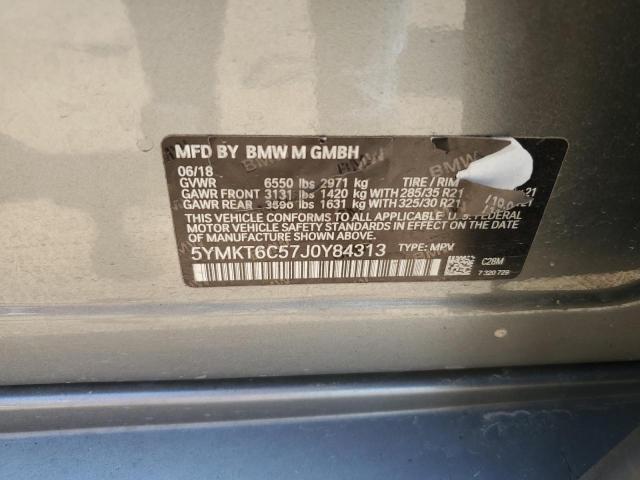 MFD BY BMW M GMBH
06/18
GVWR 6550 lbs 2971 kg TIRE / RIM
GAWR FRONT 3131 lbs 1420 kg WITH 285/35 R21
GAWR REAR 3596 lbs 1631 kg WITH 325/30 R21
THIS VEHICLE CONFORMS TO ALL APPLICABLE U.S. FEDERAL
MOTOR VEHICLE SAFETY STANDARDS IN EFFECT ON THE
DATE OF MANUFACTURE SHOWN ABOVE.
5YMKT6C57J0Y84313 TYPE: MPV
C2BM
7 320 729